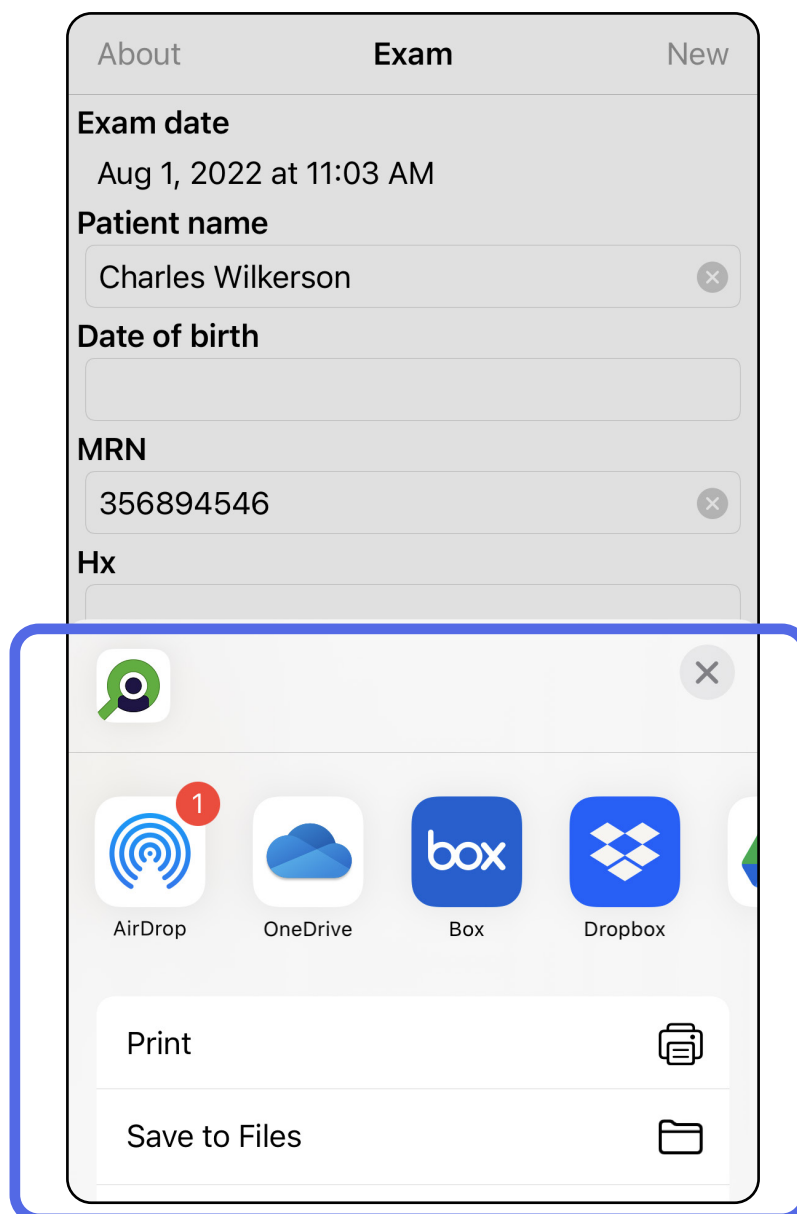 About Exam New
Exam date
Aug 1, 2022 at 11:03 AM
Patient name
Charles Wilkerson
Date of birth
MRN
356894546
Hx
1
box
AirDrop OneDrive Box Dropbox
Print
Save to Files